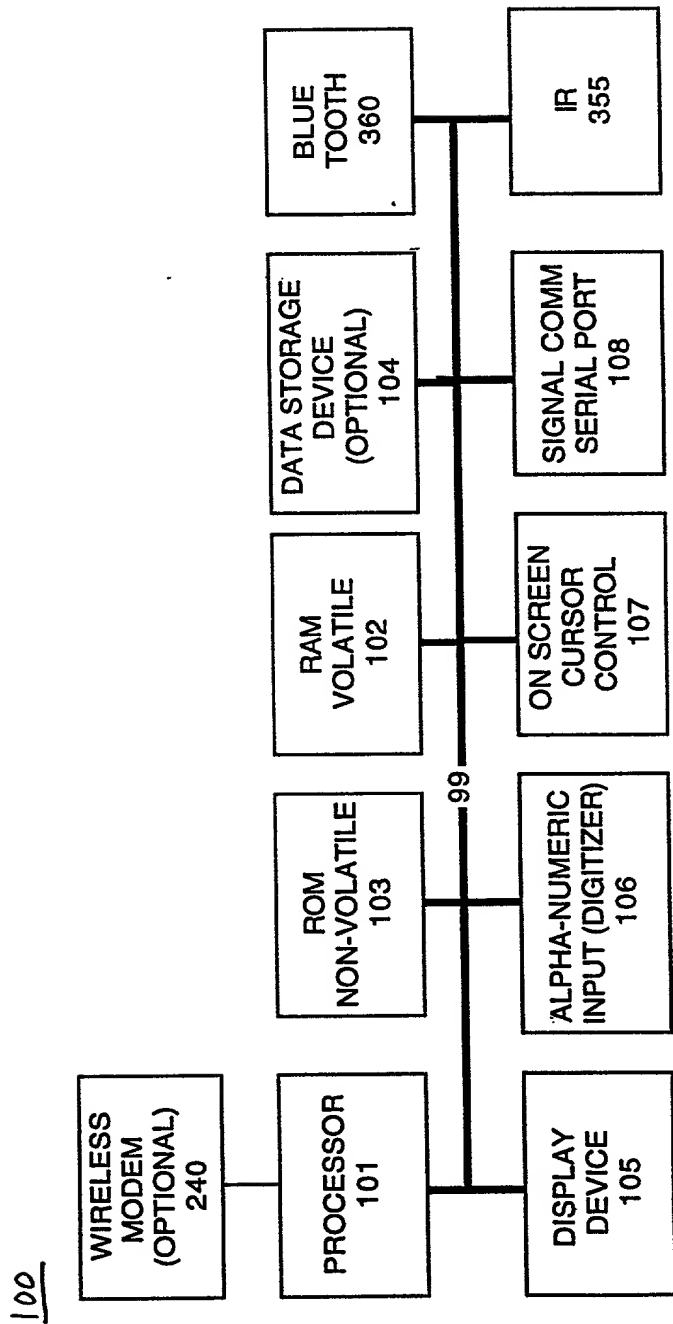 100
WIRELESS
MODEM
(OPTIONAL)
240
PROCESSOR
101
ROM
NON-VOLATILE
103
RAM
VOLATILE
102
DATA STORAGE
DEVICE
(OPTIONAL)
104
BLUE
TOOTH
360
99
DISPLAY
DEVICE
105
ALPHA-NUMERIC
INPUT (DIGITIZER)
106
ON SCREEN
CURSOR
CONTROL
107
SIGNAL COMM
SERIAL PORT
108
IR
355